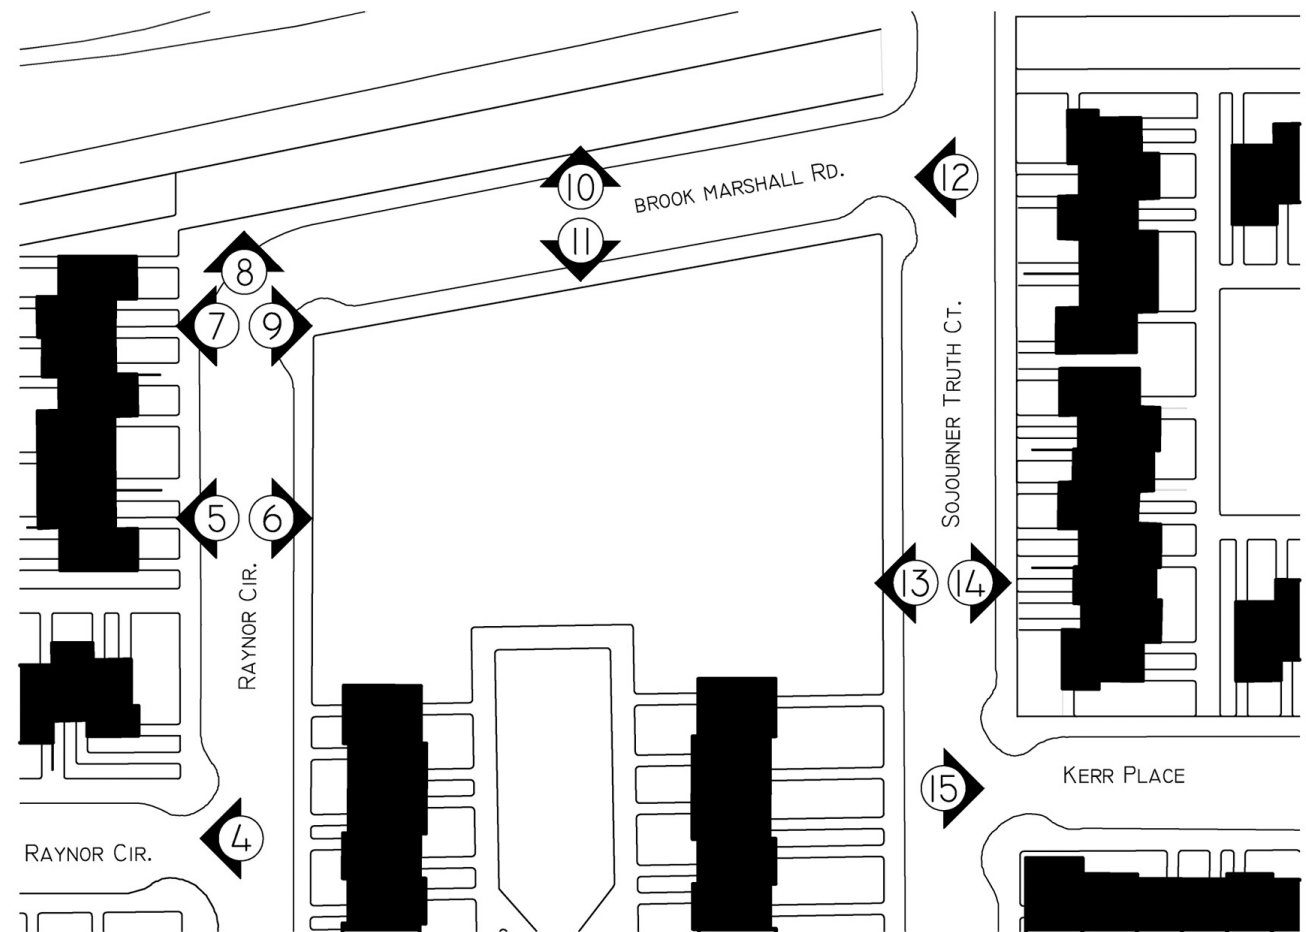 10
BROOK MARSHALL RD.
12
11
8
7
9
SOJOURNER TRUTH CT.
5
6
13
14
RAYNOR CIR.
15
KERR PLACE
4
RAYNOR CIR.